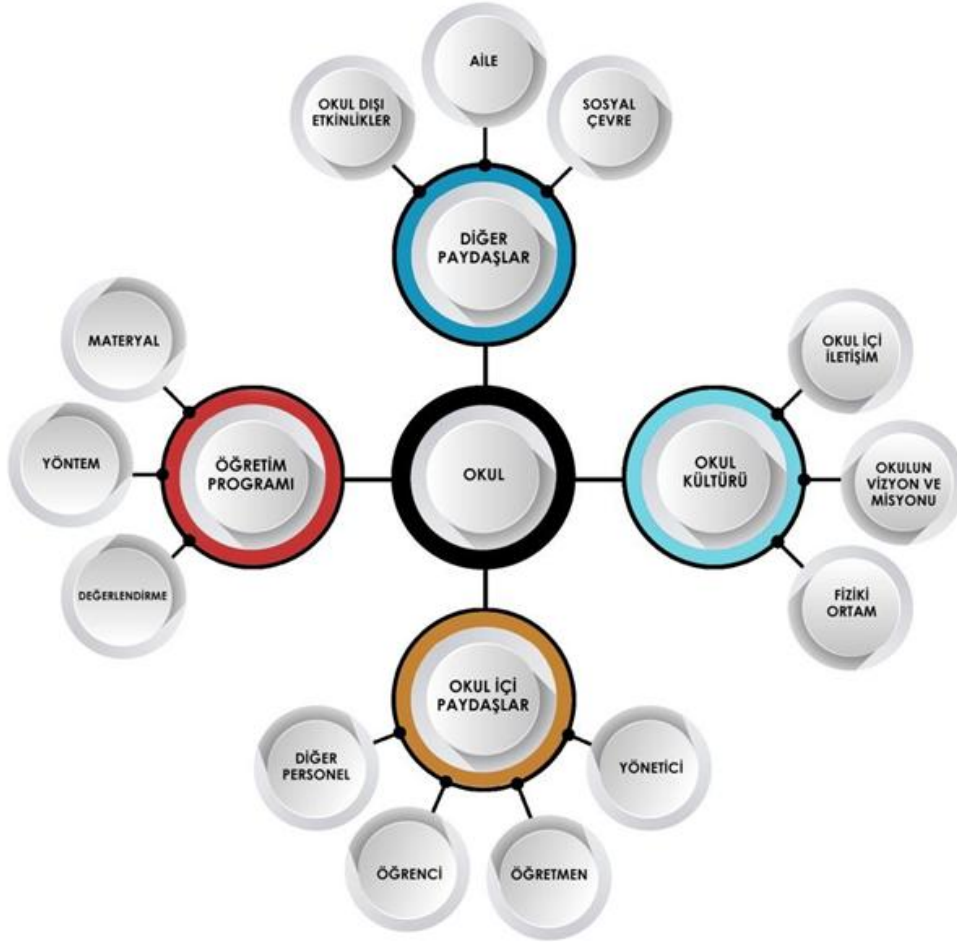 AİLE
OKUL DIŞI
ETKİNLİKLER
SOSYAL
ÇEVRE
DİĞER
PAYDAŞLAR
MATERYAL
YÖNTEM
DEĞERLENDİRME
ÖĞRETİM
PROGRAMI
OKUL
OKUL
KÜLTÜRÜ
OKUL İÇİ
İLETİŞİM
OKULUN
VİZYON VE
MİSYONU
FİZİKİ
ORTAM
OKUL İÇİ
PAYDAŞLAR
DİĞER
PERSONEL
ÖĞRENCİ
ÖĞRETMEN
YÖNETİCİ